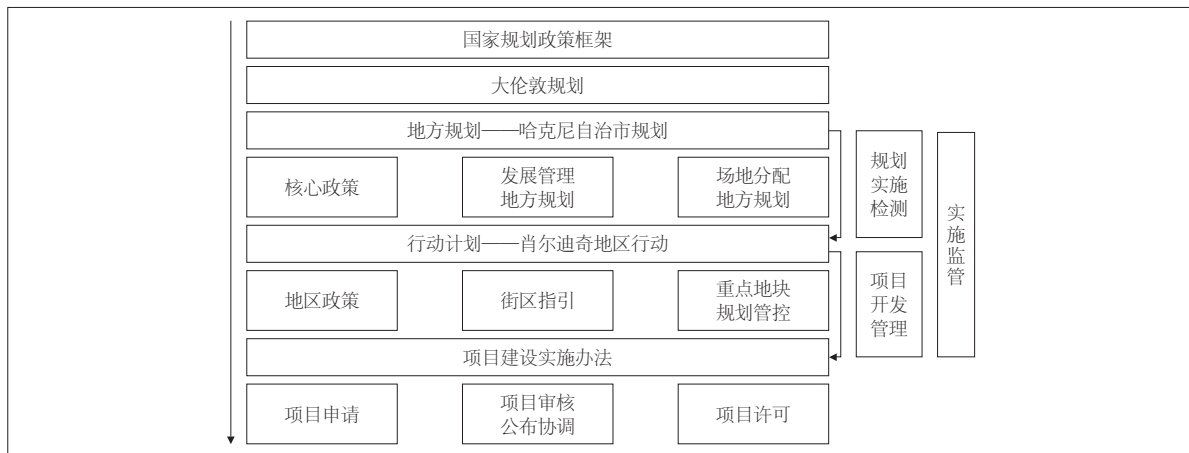 国家规划政策框架
大伦敦规划
地方规划——哈克尼自治市规划
核心政策
发展管理
地方规划
场地分配
地方规划
规划
实施
检测
行动计划——肖尔迪奇地区行动
地区政策
街区指引
重点地块
规划管控
项目
开发
管理
实施监管
项目建设实施办法
项目申请
项目审核
公布协调
项目许可